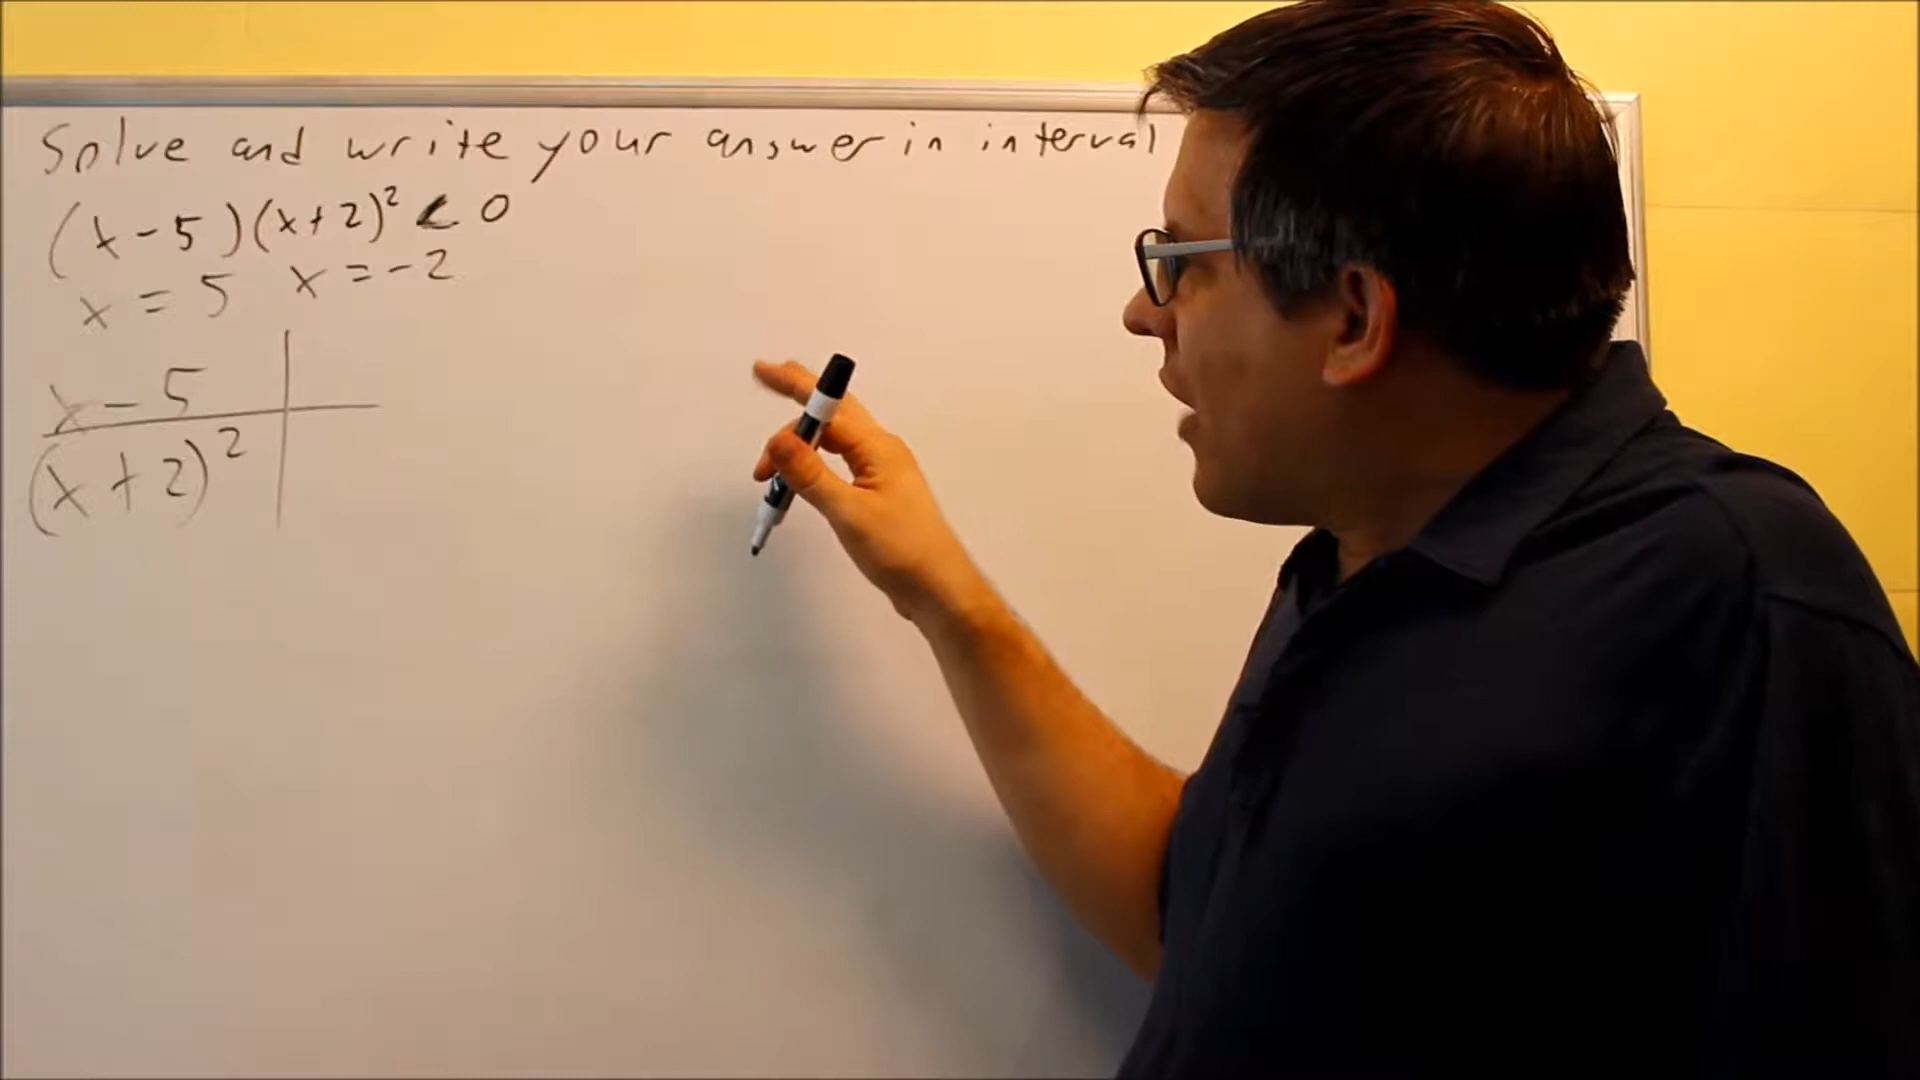 Solve and write your answer in interval
(x-5)(x+2)² < 0
x = 5 x = -2
x-5
(x+2)²